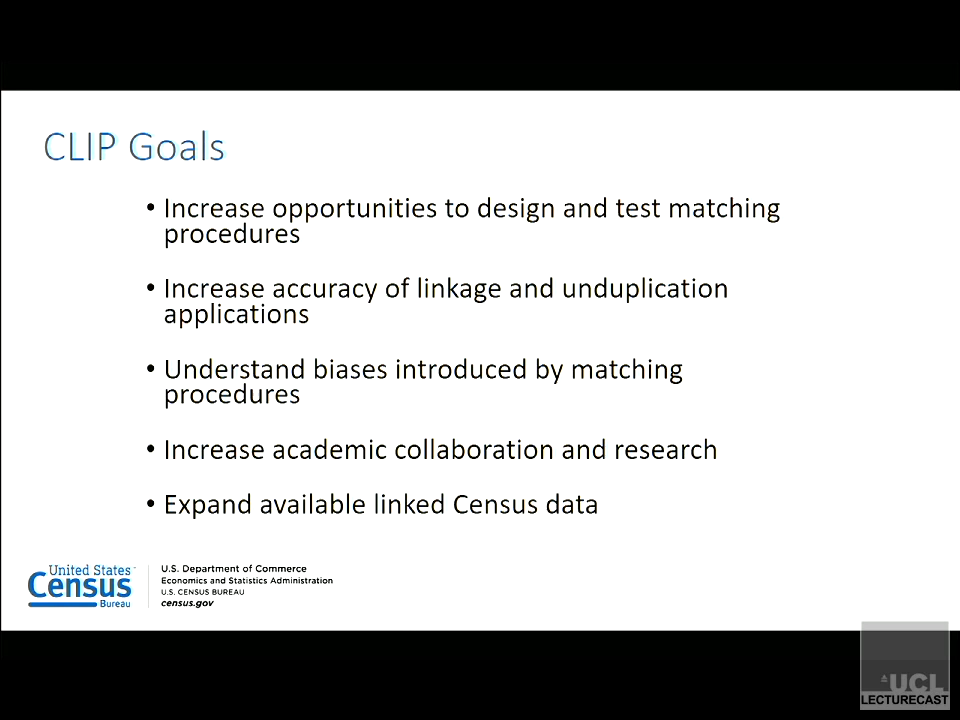 CLIP Goals
• Increase opportunities to design and test matching
procedures
• Increase accuracy of linkage and unduplication
applications
• Understand biases introduced by matching
procedures
• Increase academic collaboration and research
• Expand available linked Census data
United States™
Census
Bureau
U.S. Department of Commerce
Economics and Statistics Administration
U.S. CENSUS BUREAU
census.gov
UCL
LECTURECAST